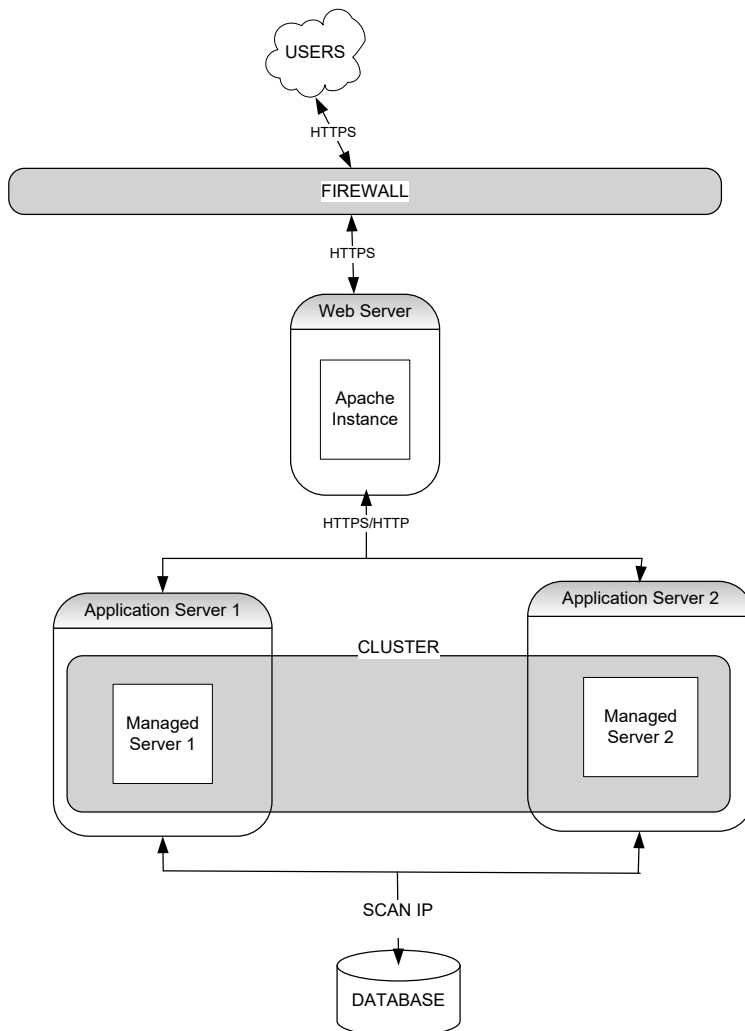 USERS
HTTPS
FIREWALL
HTTPS
Web Server
Apache
Instance
HTTPS/HTTP
Application Server 1
Application Server 2
CLUSTER
Managed
Server 1
Managed
Server 2
SCAN IP
DATABASE